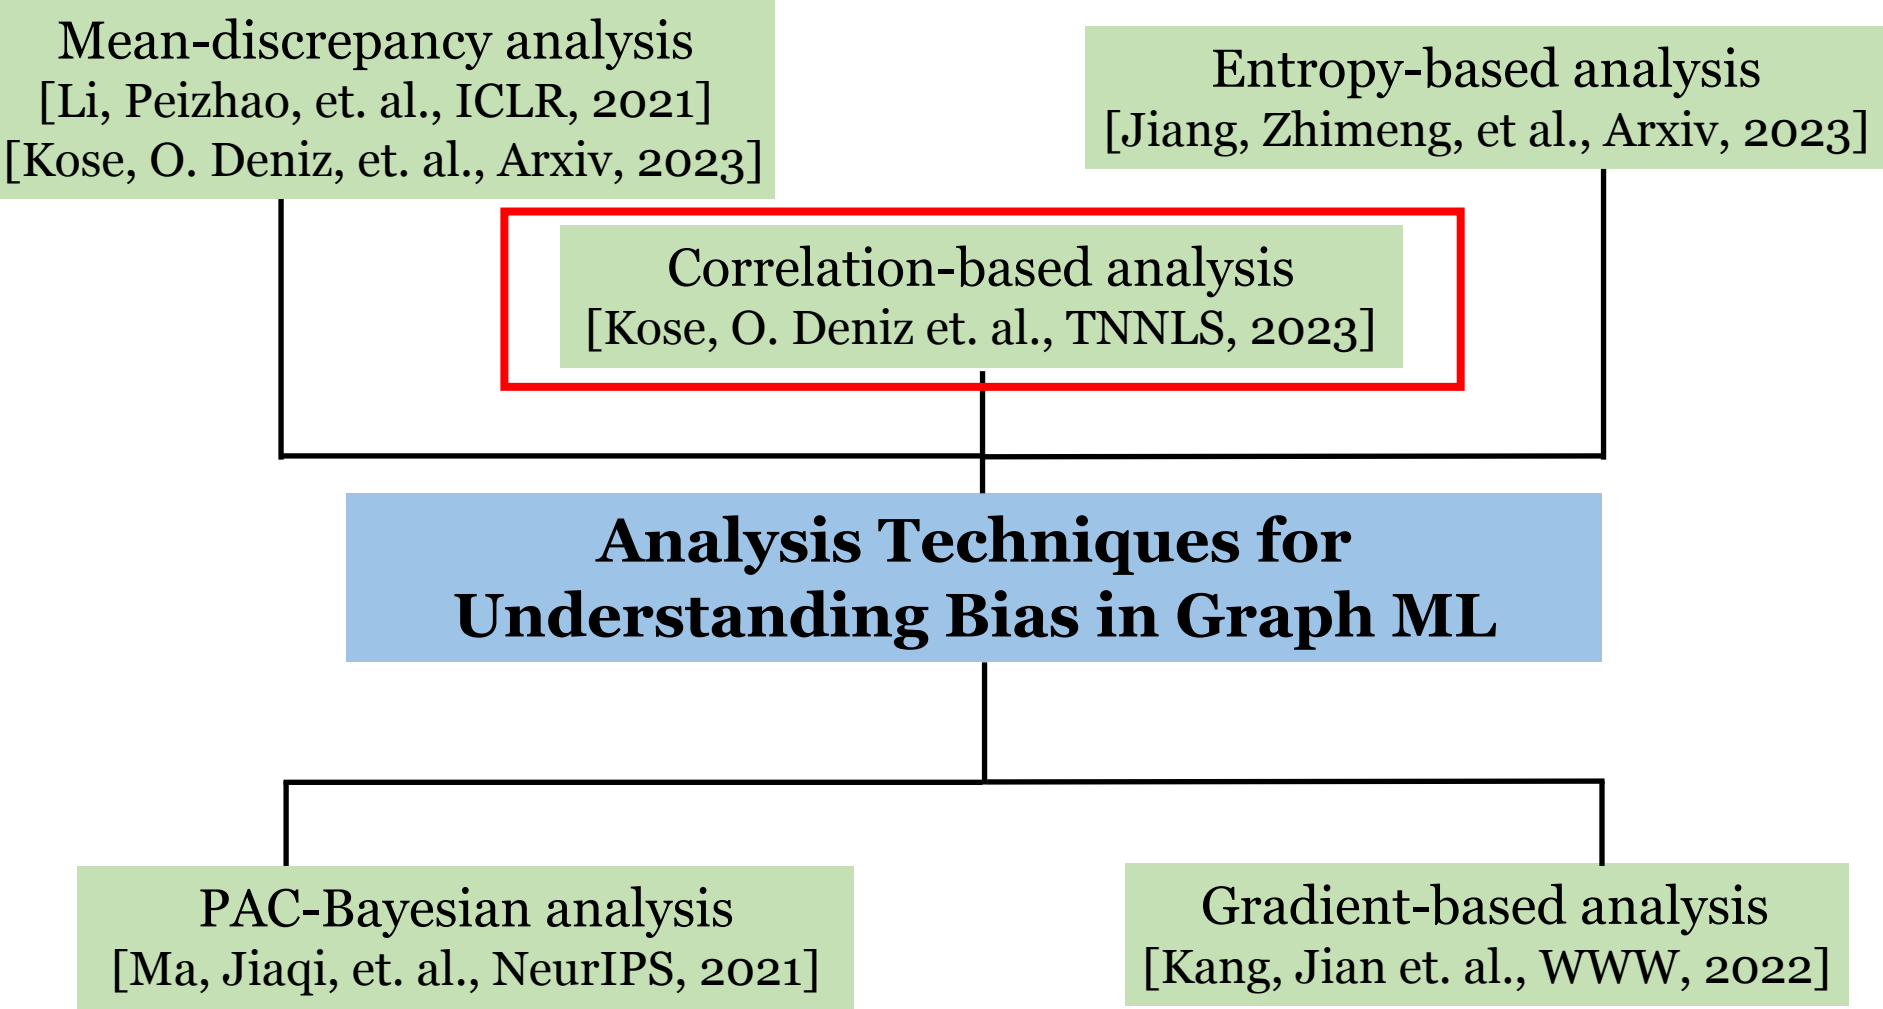 Mean-discrepancy analysis
[Li, Peizhao, et. al., ICLR, 2021]
[Kose, O. Deniz, et. al., Arxiv, 2023]
Entropy-based analysis
[Jiang, Zhimeng, et al., Arxiv, 2023]
Correlation-based analysis
[Kose, O. Deniz et. al., TNNLS, 2023]
Analysis Techniques for
Understanding Bias in Graph ML
PAC-Bayesian analysis
[Ma, Jiaqi, et. al., NeurIPS, 2021]
Gradient-based analysis
[Kang, Jian et. al., WWW, 2022]